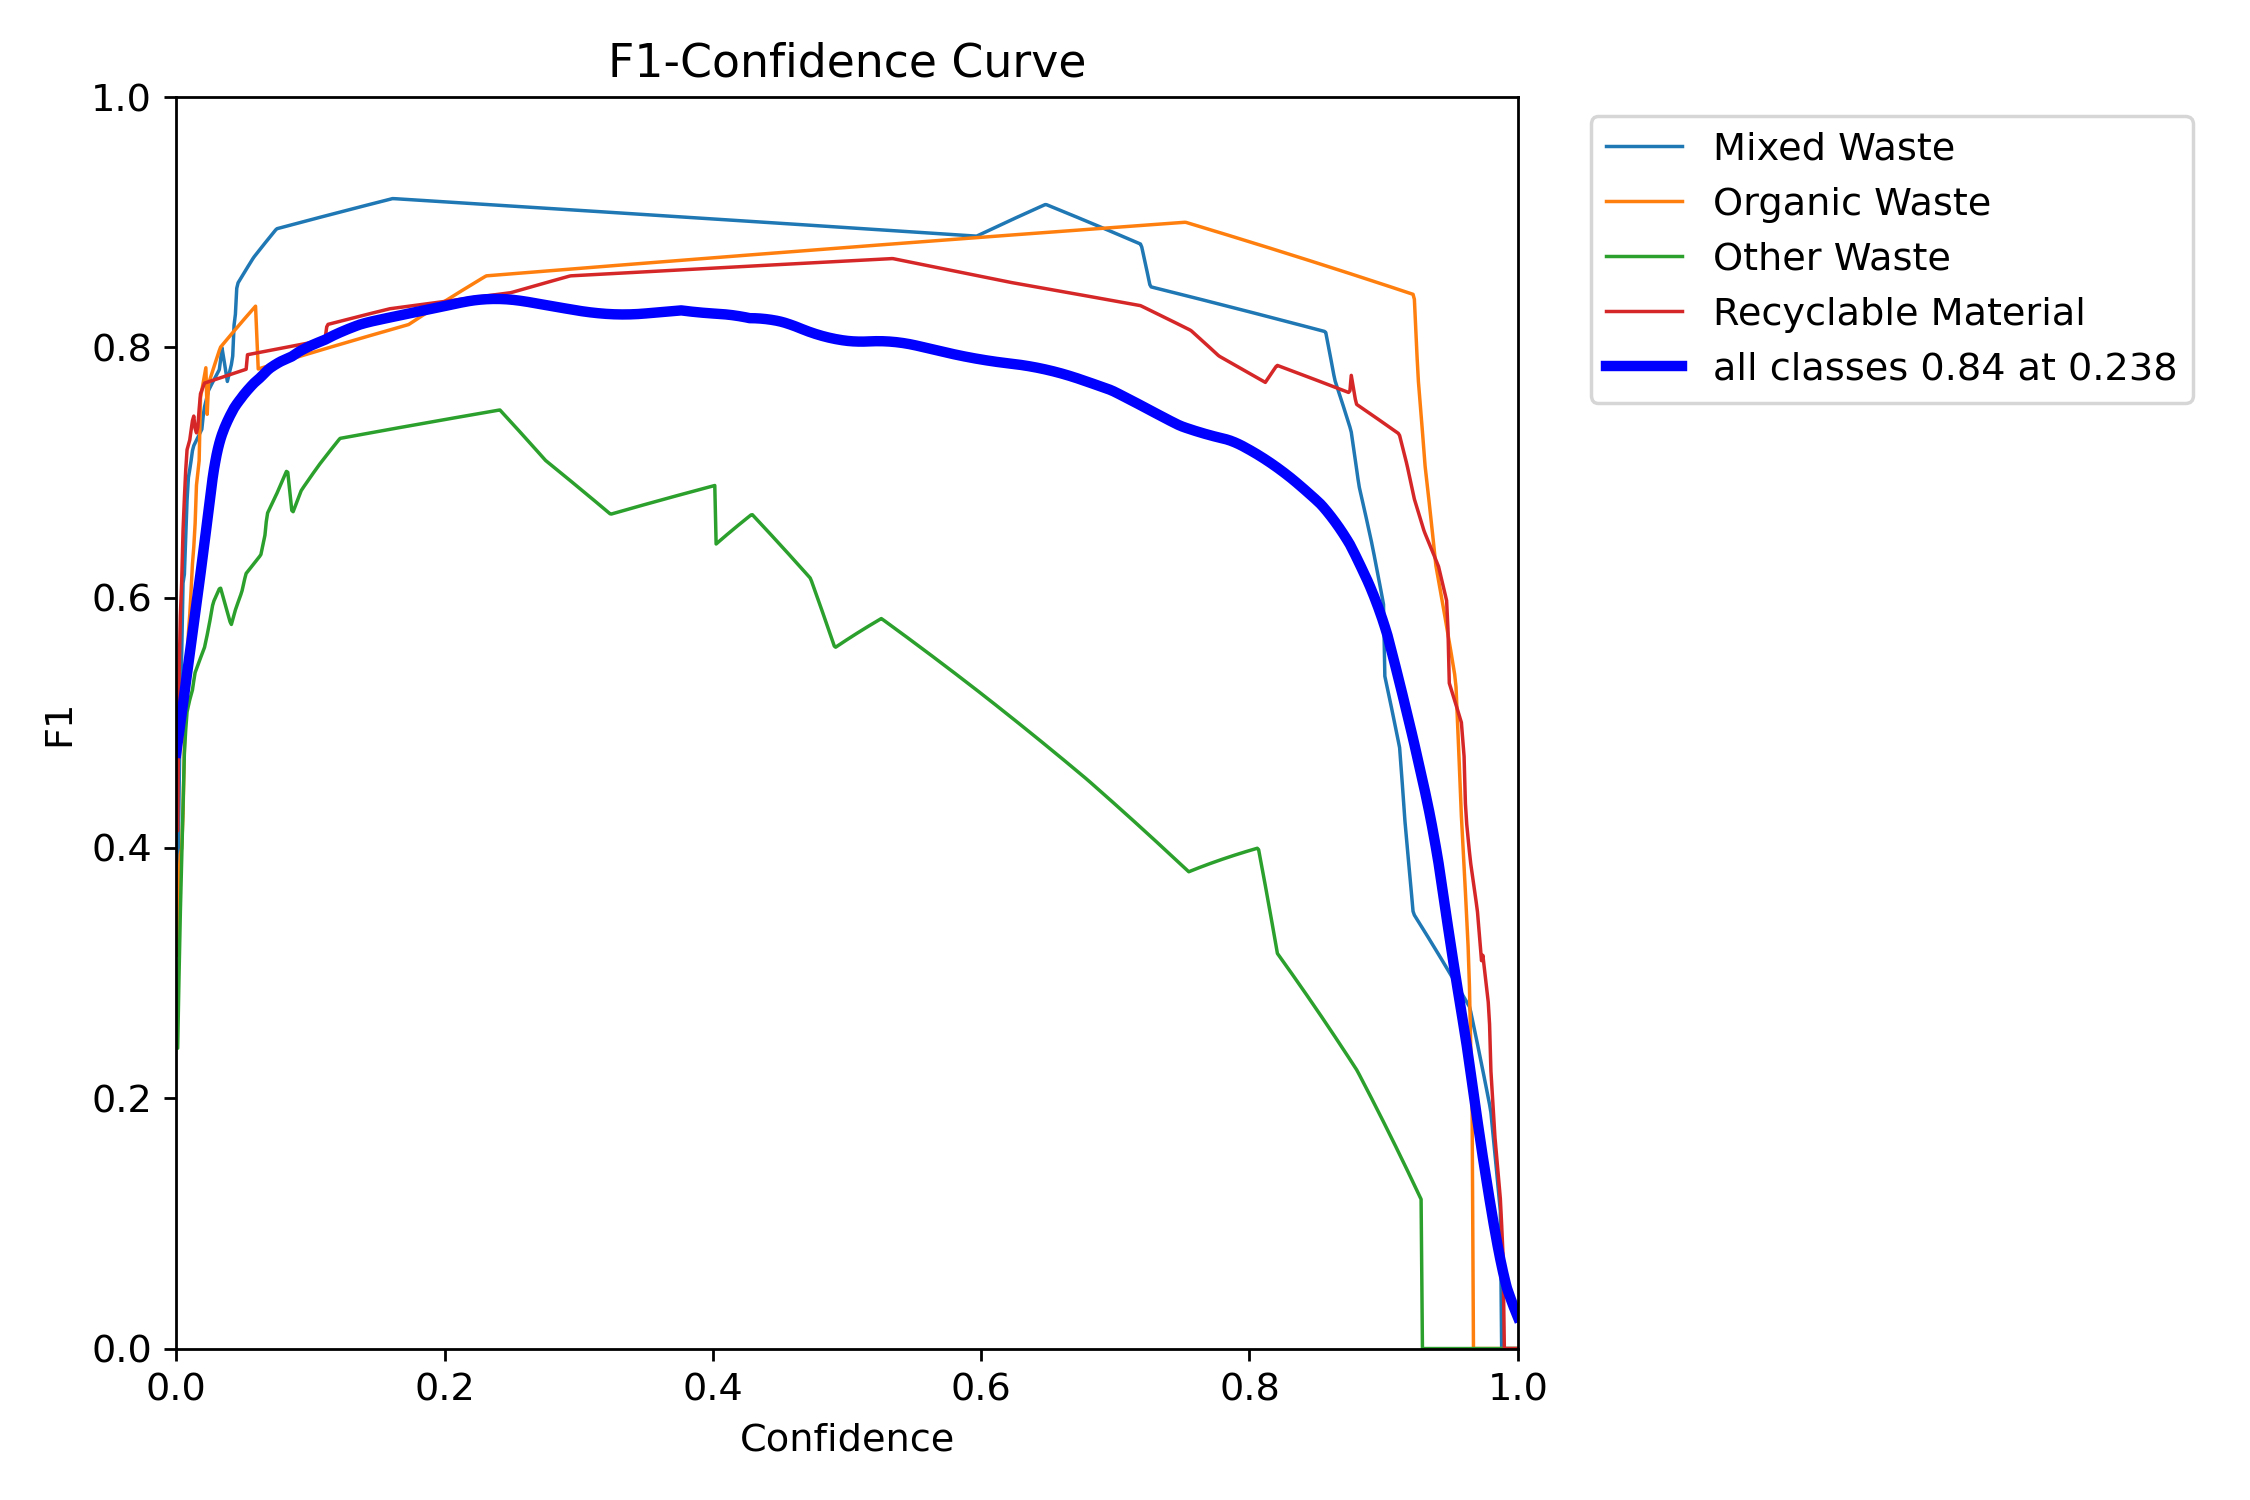 F1-Confidence Curve
1.0
0.8
0.6
0.4
0.2
0.0
F1
0.0 0.2 0.4 0.6 0.8 1.0
Confidence
Mixed Waste
Organic Waste
Other Waste
Recyclable Material
all classes 0.84 at 0.238